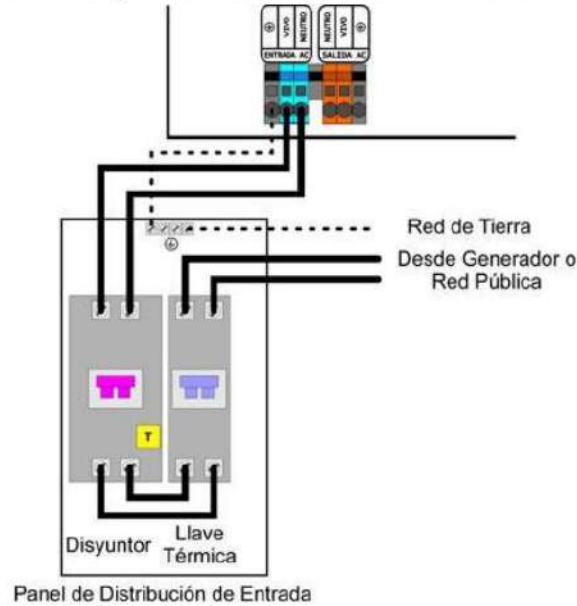 VIVO
NEUTRO
NEUTRO
VIVO
ENTRADA AC
SALIDA AC
Red de Tierra
Desde Generador o
Red Pública
T
Disyuntor
Llave
Térmica
Panel de Distribución de Entrada